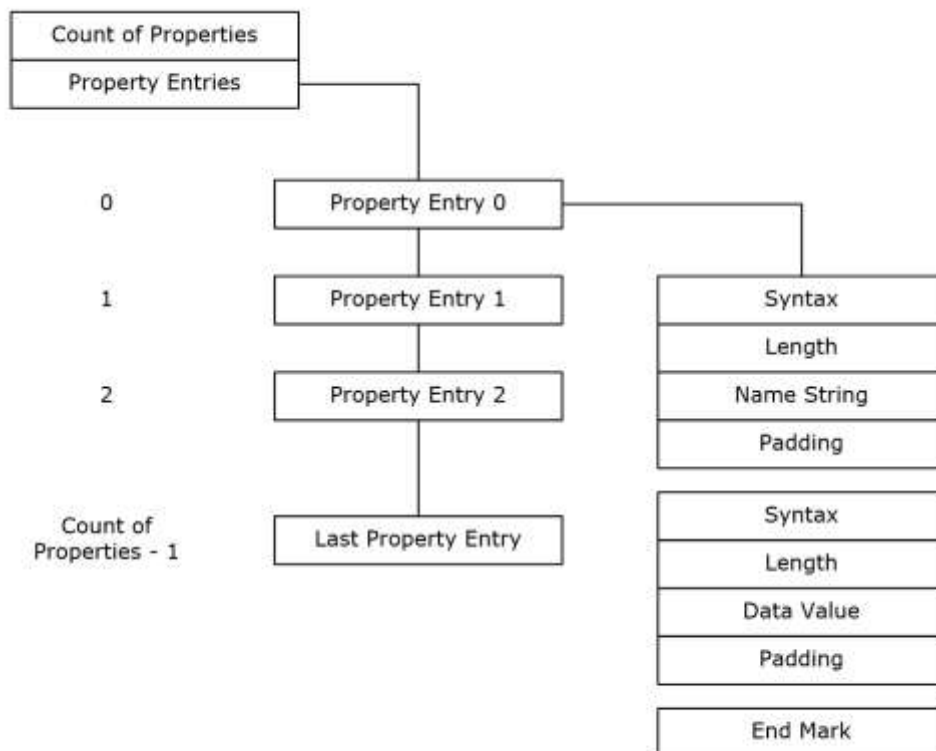 Count of Properties
Property Entries
0
Property Entry 0
1
Property Entry 1
Syntax
Length
2
Property Entry 2
Name String
Padding
Count of
Properties - 1
Last Property Entry
Syntax
Length
Data Value
Padding
End Mark